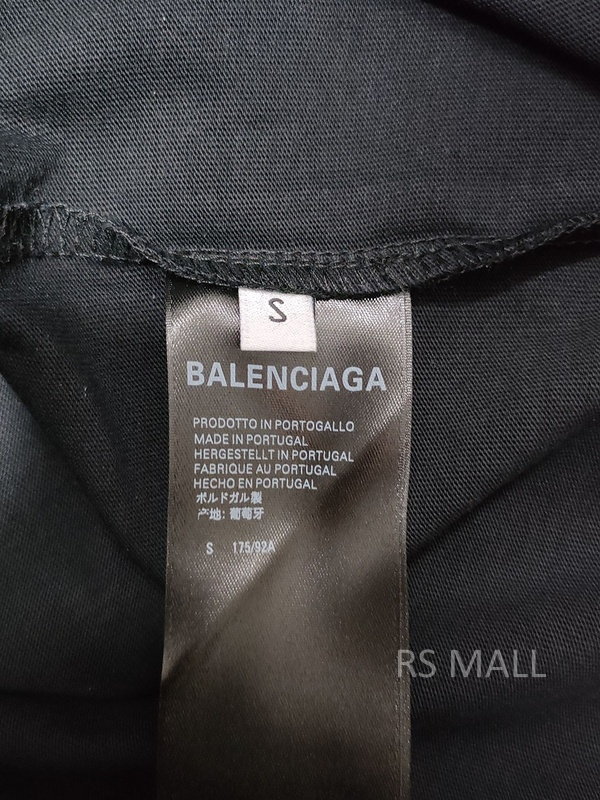 S
BALENCIAGA
PRODOTTO IN PORTOGALLO
MADE IN PORTUGAL
HERGESTELLT IN PORTUGAL
FABRIQUE AU PORTUGAL
HECHO EN PORTUGAL
ポルトガル製
产地: 葡萄牙
S 175/92A
RS MALL